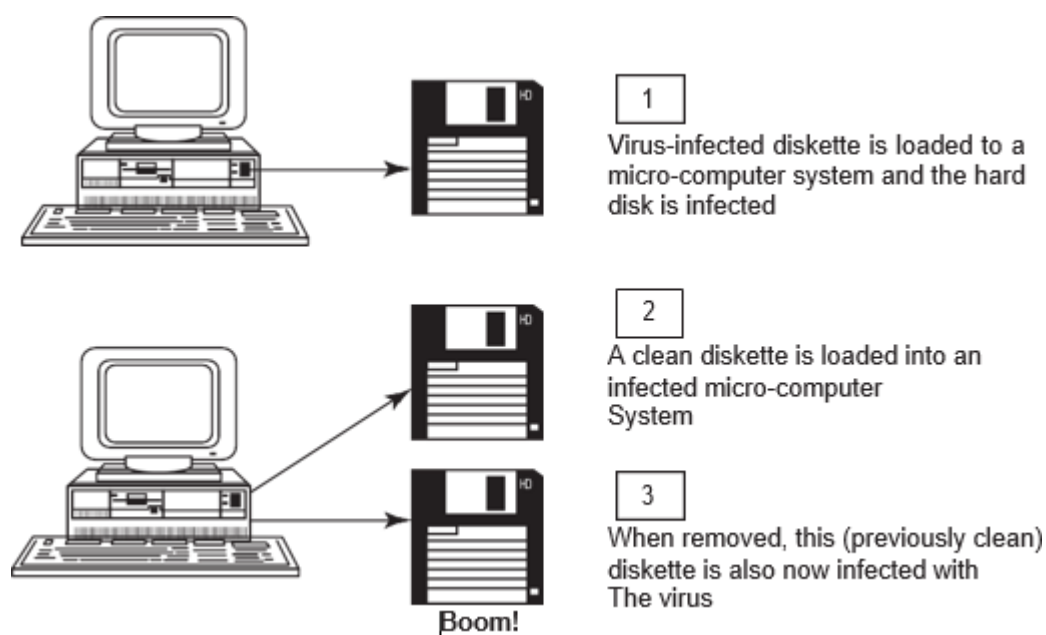 HD
1
Virus-infected diskette is loaded to a
micro-computer system and the hard
disk is infected
HD
2
A clean diskette is loaded into an
infected micro-computer
System
HD
3
When removed, this (previously clean)
diskette is also now infected with
The virus
Boom!